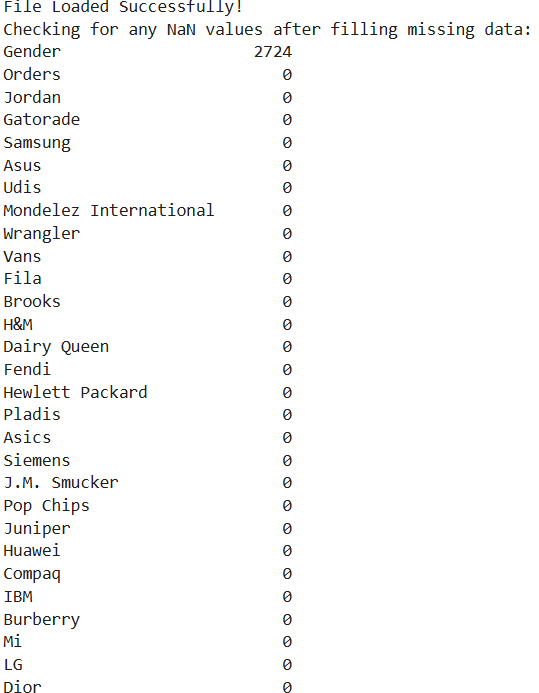 File Loaded Successfully!
Checking for any NaN values after filling missing data:
Gender 2724
Orders 0
Jordan 0
Gatorade 0
Samsung 0
Asus 0
Udis 0
Mondelez International 0
Wrangler 0
Vans 0
Fila 0
Brooks 0
H&M 0
Dairy Queen 0
Fendi 0
Hewlett Packard 0
Pladis 0
Asics 0
Siemens 0
J.M. Smucker 0
Pop Chips 0
Juniper 0
Huawei 0
Compaq 0
IBM 0
Burberry 0
Mi 0
LG 0
Dior 0